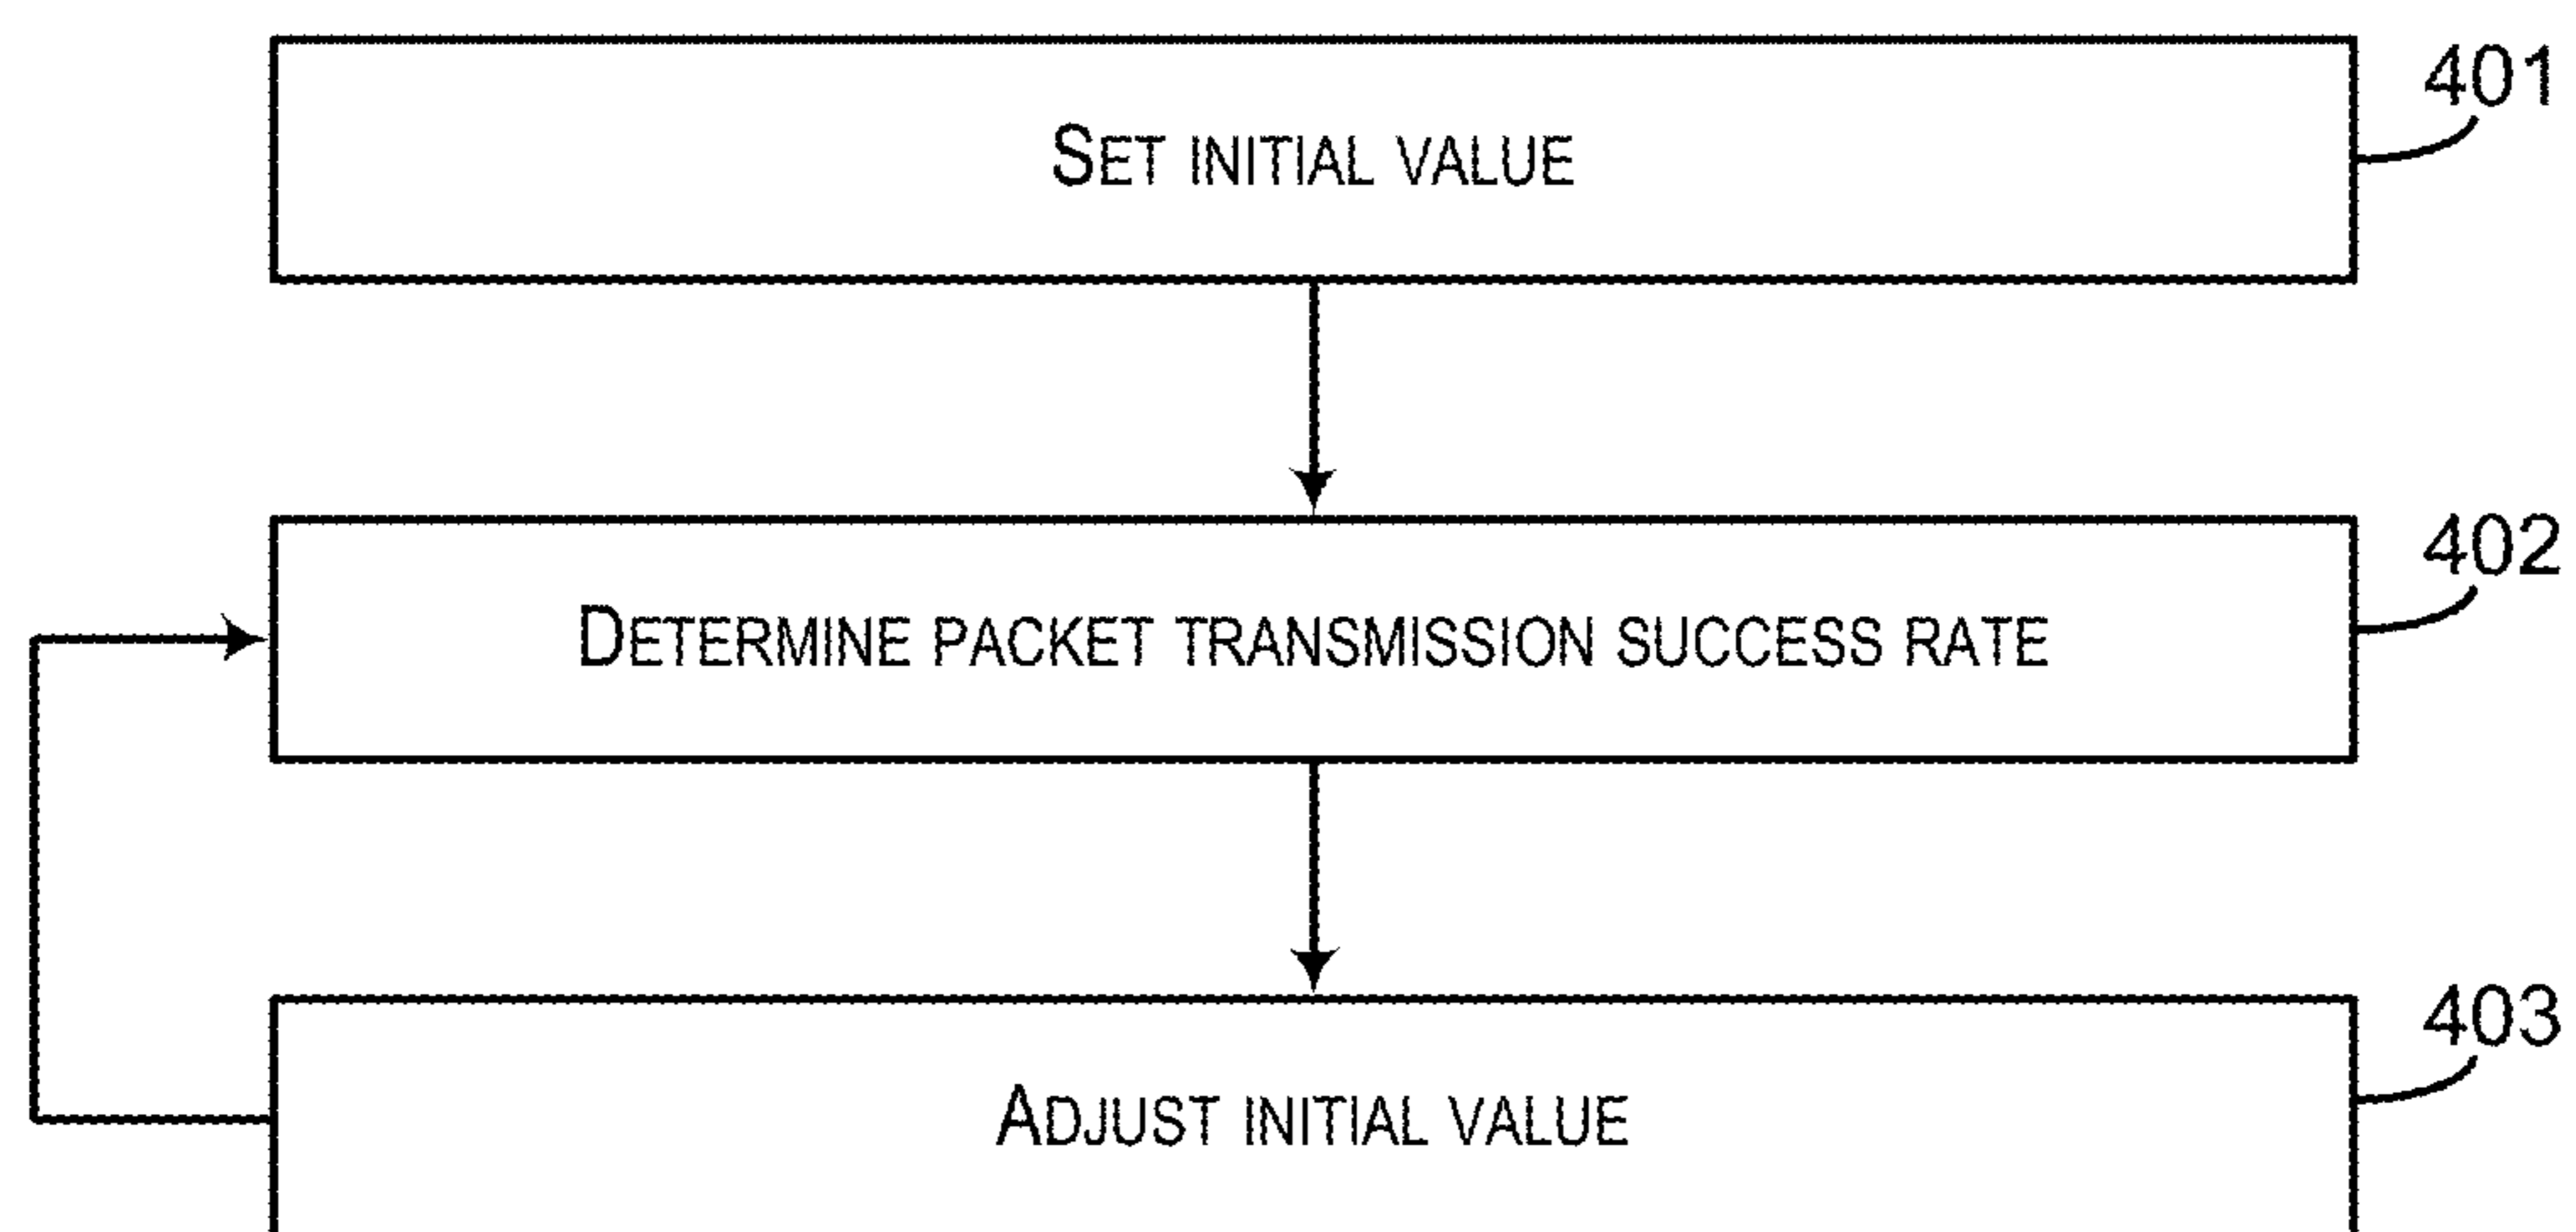 401
SET INITIAL VALUE
402
DETERMINE PACKET TRANSMISSION SUCCESS RATE
403
ADJUST INITIAL VALUE